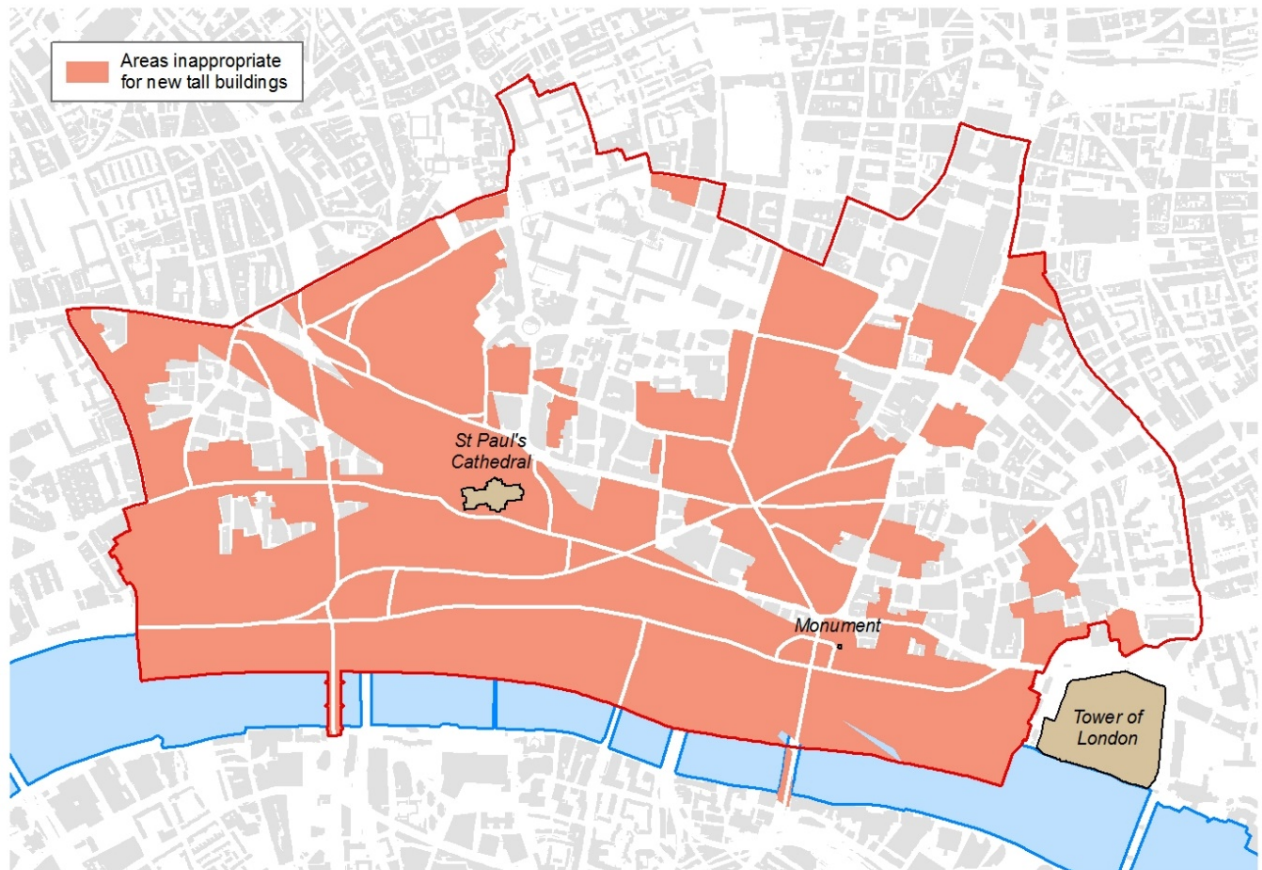 Areas inappropriate
for new tall buildings
St Paul's
Cathedral
Monument
Tower of
London